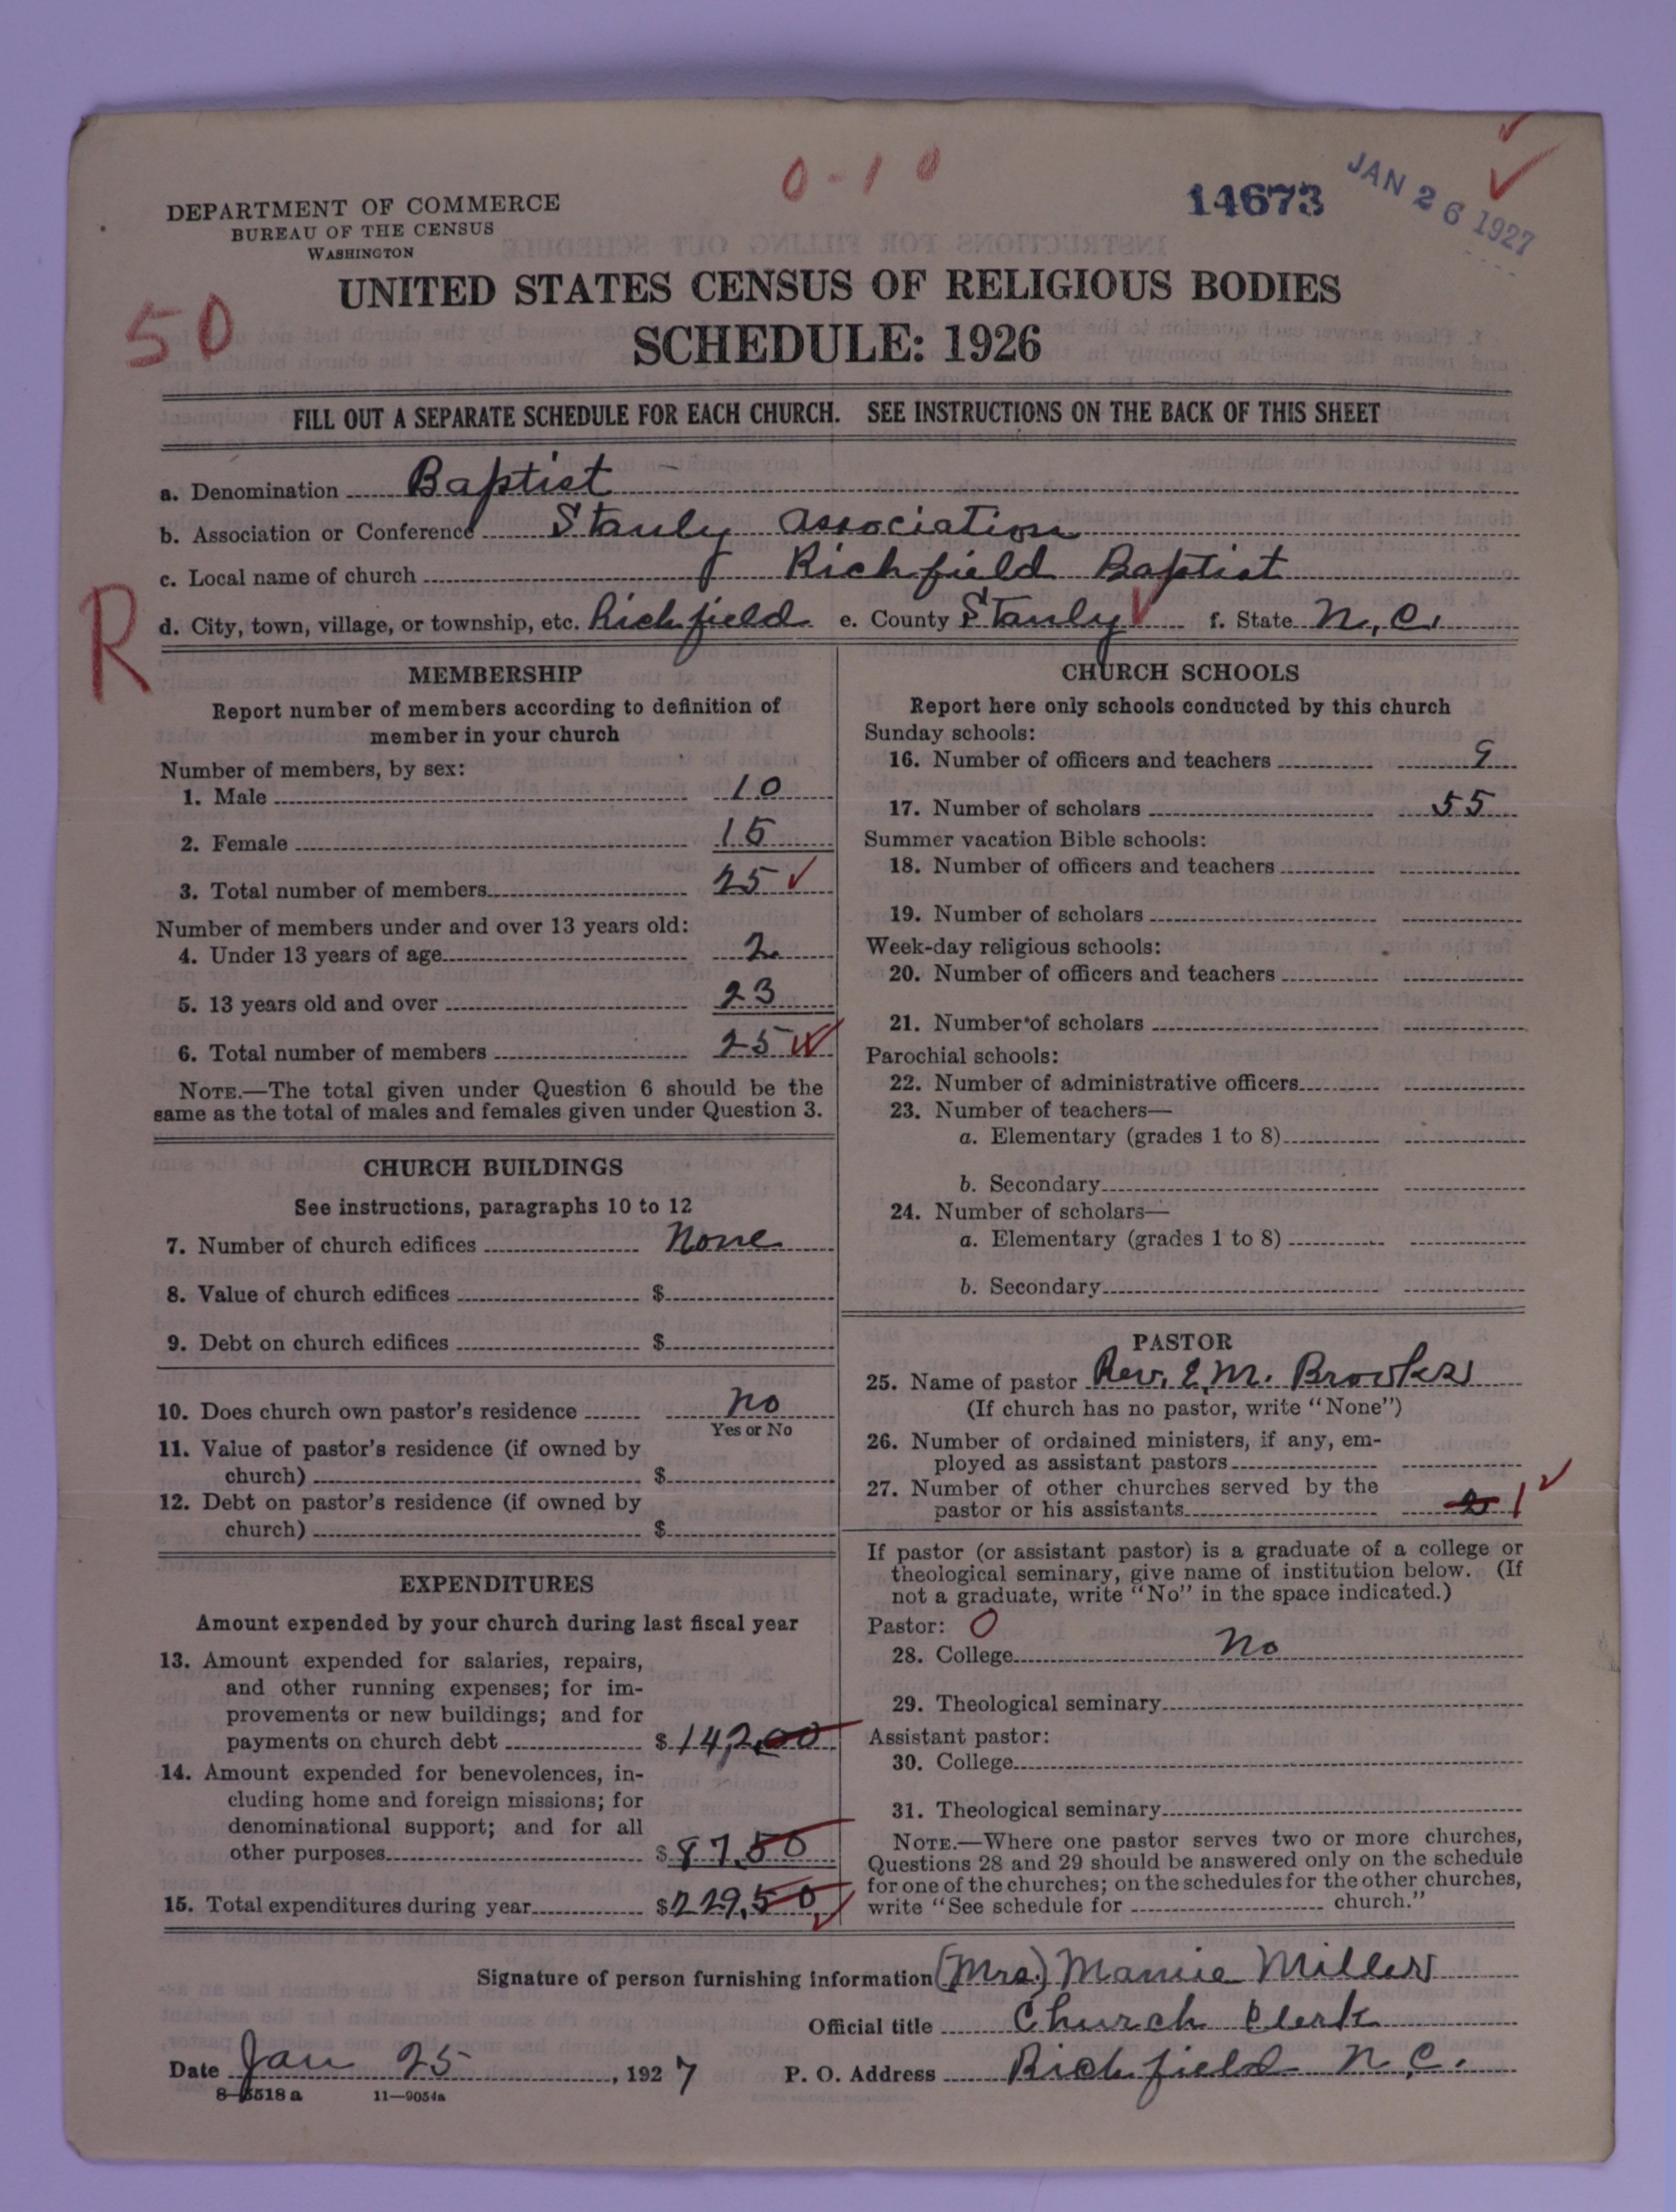 0-10
14673
JAN 26 1927
DEPARTMENT OF COMMERCE
BUREAU OF THE CENSUS
WASHINGTON
UNITED STATES CENSUS OF RELIGIOUS BODIES
50
SCHEDULE: 1926
FILL OUT A SEPARATE SCHEDULE FOR EACH CHURCH. SEE INSTRUCTIONS ON THE BACK OF THIS SHEET
a. Denomination Baptist
b. Association or Conference Stanly Association
c. Local name of church Richfield Baptist
d. City, town, village, or township, etc. Richfield e. County Stanly f. State N.C.
R
MEMBERSHIP
Report number of members according to definition of
member in your church
Number of members, by sex:
1. Male 10
2. Female 15
3. Total number of members 25
Number of members under and over 13 years old:
4. Under 13 years of age 2
5. 13 years old and over 23
6. Total number of members 25
NOTE.—The total given under Question 6 should be the
same as the total of males and females given under Question 3.
CHURCH BUILDINGS
See instructions, paragraphs 10 to 12
7. Number of church edifices None
8. Value of church edifices $
9. Debt on church edifices $
10. Does church own pastor's residence No
Yes or No
11. Value of pastor's residence (if owned by
church) $
12. Debt on pastor's residence (if owned by
church) $
EXPENDITURES
Amount expended by your church during last fiscal year
13. Amount expended for salaries, repairs,
and other running expenses; for im-
provements or new buildings; and for
payments on church debt $142.00
14. Amount expended for benevolences, in-
cluding home and foreign missions; for
denominational support; and for all
other purposes $87.50
15. Total expenditures during year $229.50
CHURCH SCHOOLS
Report here only schools conducted by this church
Sunday schools:
16. Number of officers and teachers 9
17. Number of scholars 55
Summer vacation Bible schools:
18. Number of officers and teachers
19. Number of scholars
Week-day religious schools:
20. Number of officers and teachers
21. Number of scholars
Parochial schools:
22. Number of administrative officers
23. Number of teachers—
a. Elementary (grades 1 to 8)
b. Secondary
24. Number of scholars—
a. Elementary (grades 1 to 8)
b. Secondary
PASTOR
25. Name of pastor Rev. E.M. Brooks
(If church has no pastor, write "None")
26. Number of ordained ministers, if any, em-
ployed as assistant pastors
27. Number of other churches served by the
pastor or his assistants 2 1
If pastor (or assistant pastor) is a graduate of a college or
theological seminary, give name of institution below. (If
not a graduate, write "No" in the space indicated.)
Pastor: O
28. College No
29. Theological seminary
Assistant pastor:
30. College
31. Theological seminary
NOTE.—Where one pastor serves two or more churches,
Questions 28 and 29 should be answered only on the schedule
for one of the churches; on the schedules for the other churches,
write "See schedule for church."
Signature of person furnishing information (Mrs.) Mamie Miller
Official title Church Clerk
Date Jan 25, 1927 P. O. Address Richfield N.C.
8-5518a 11—9054a